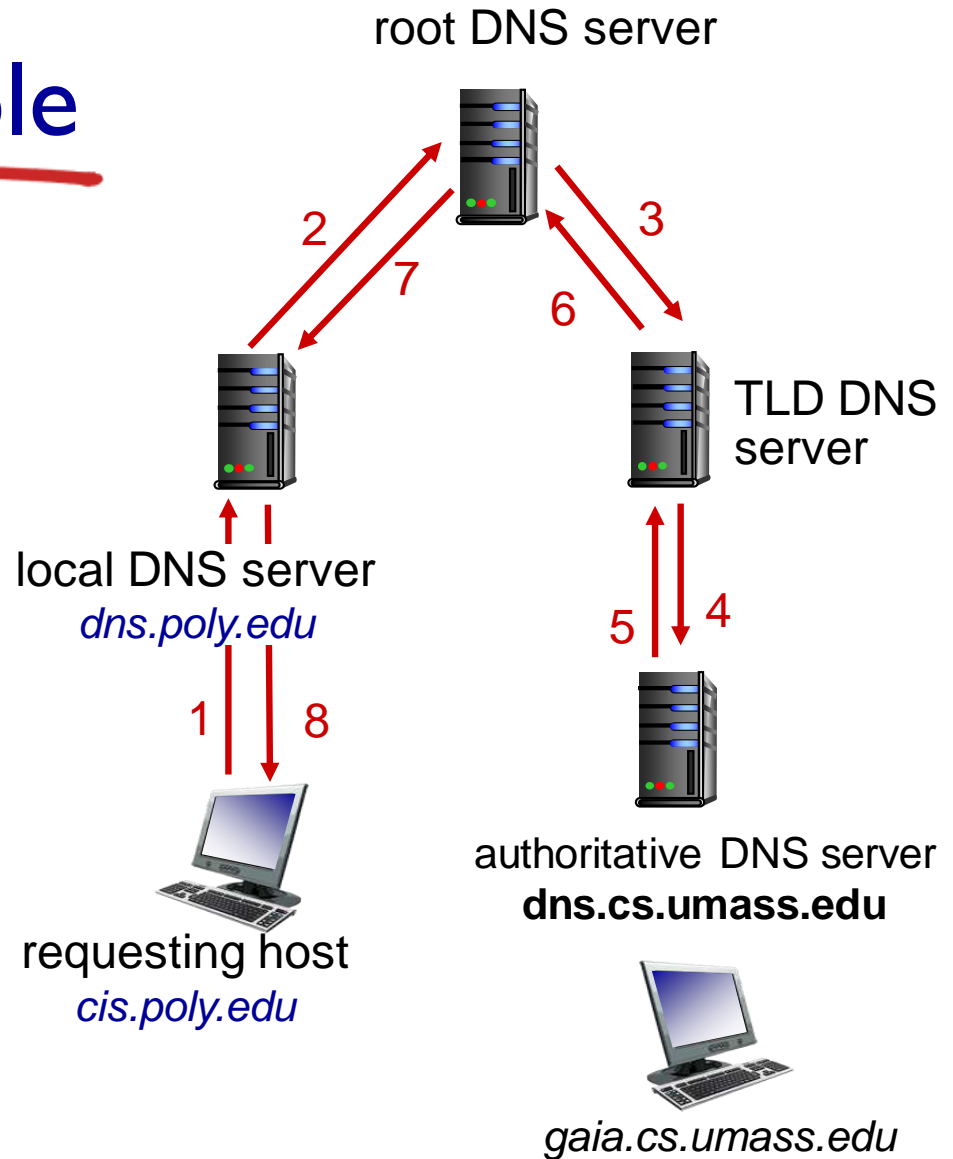 root DNS server
2
3
7
6
TLD DNS
server
local DNS server
dns.poly.edu
5
4
1
8
authoritative DNS server
dns.cs.umass.edu
requesting host
cis.poly.edu
gaia.cs.umass.edu